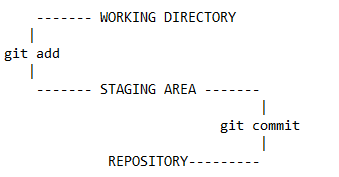 WORKING DIRECTORY
git add
STAGING AREA
git commit
REPOSITORY